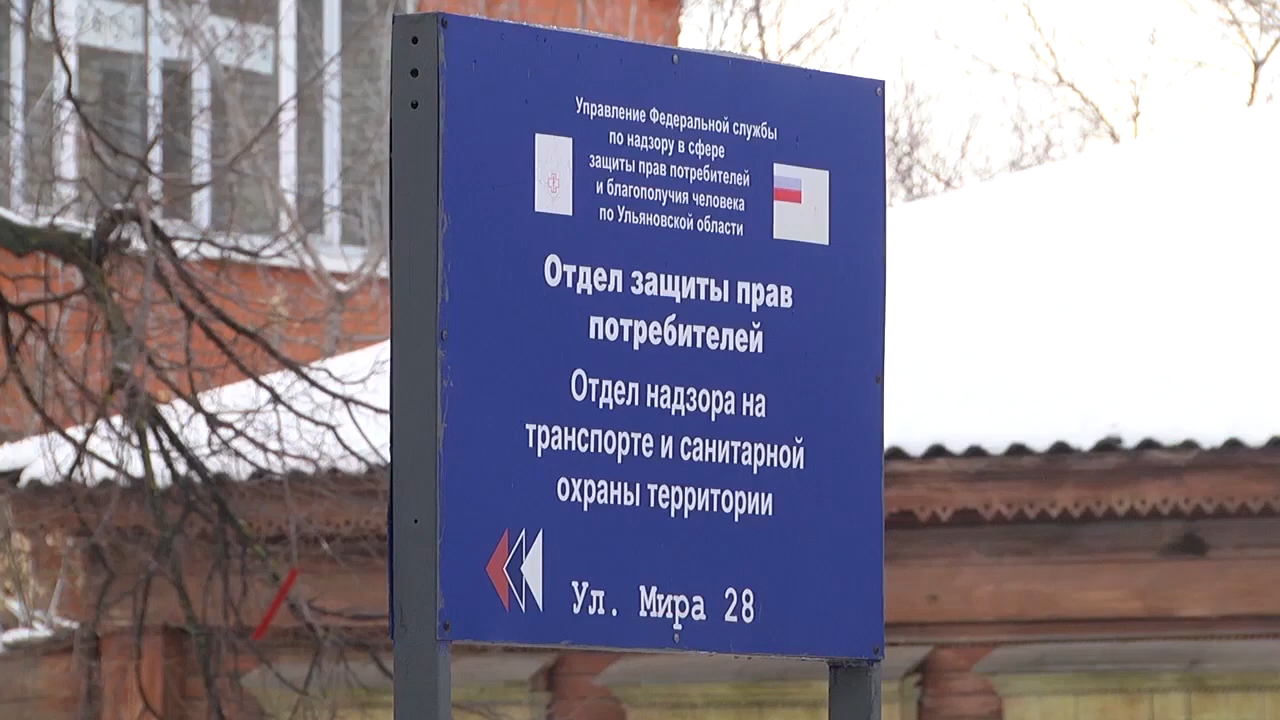 Управление Федеральной службы
по надзору в сфере
защиты прав потребителей
и благополучия человека
по Ульяновской области
Отдел защиты прав
потребителей
Отдел надзора на
транспорте и санитарной
охраны территории
Ул. Мира 28